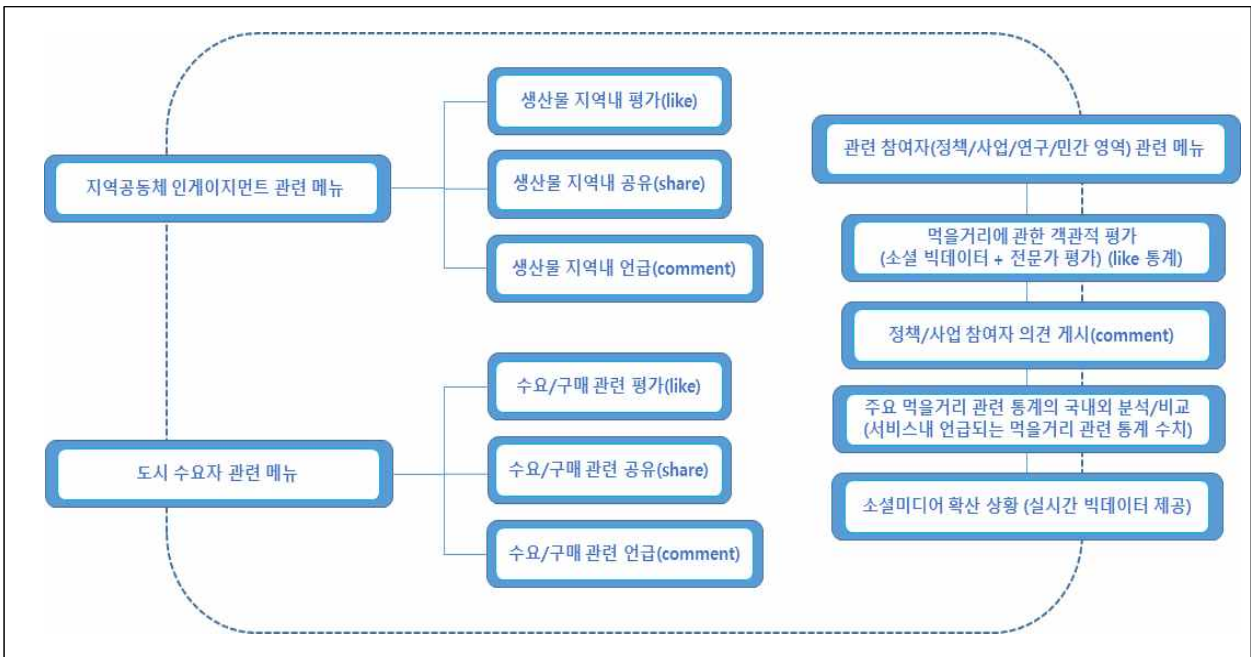 지역공동체 인게이지먼트 관련 메뉴
생산물 지역내 평가(like)
생산물 지역내 공유(share)
생산물 지역내 언급(comment)
도시 수요자 관련 메뉴
수요/구매 관련 평가(like)
수요/구매 관련 공유(share)
수요/구매 관련 언급(comment)
관련 참여자(정책/사업/연구/민간 영역) 관련 메뉴
먹을거리에 관한 객관적 평가
(소셜 빅데이터 + 전문가 평가) (like 통계)
정책/사업 참여자 의견 게시(comment)
주요 먹을거리 관련 통계의 국내외 분석/비교
(서비스내 언급되는 먹을거리 관련 통계 수치)
소셜미디어 확산 상황 (실시간 빅데이터 제공)